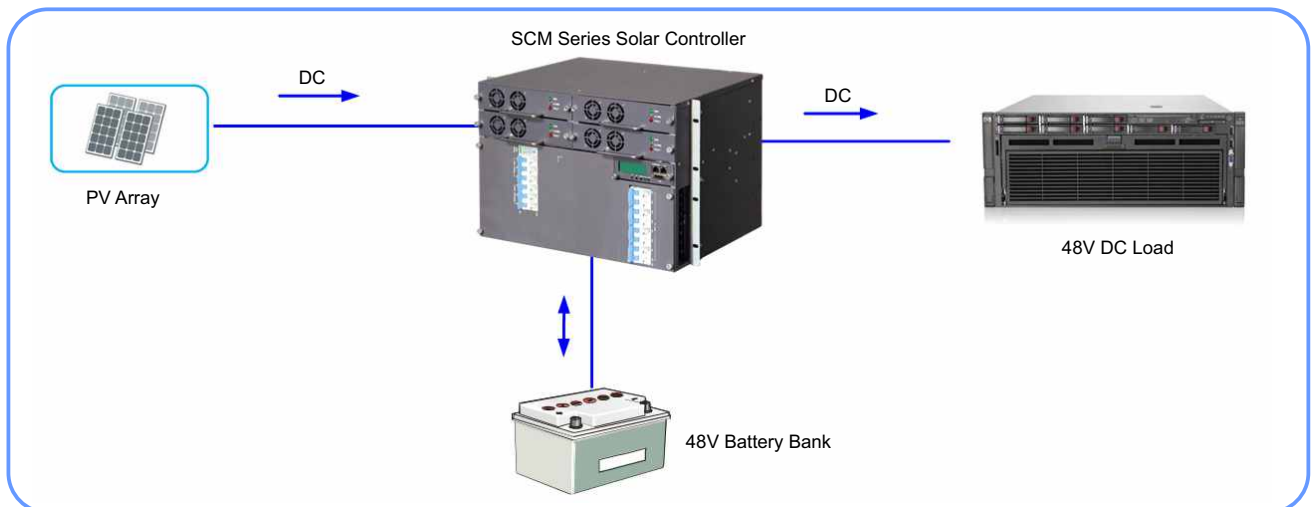 SCM Series Solar Controller
DC
DC
PV Array
48V DC Load
48V Battery Bank